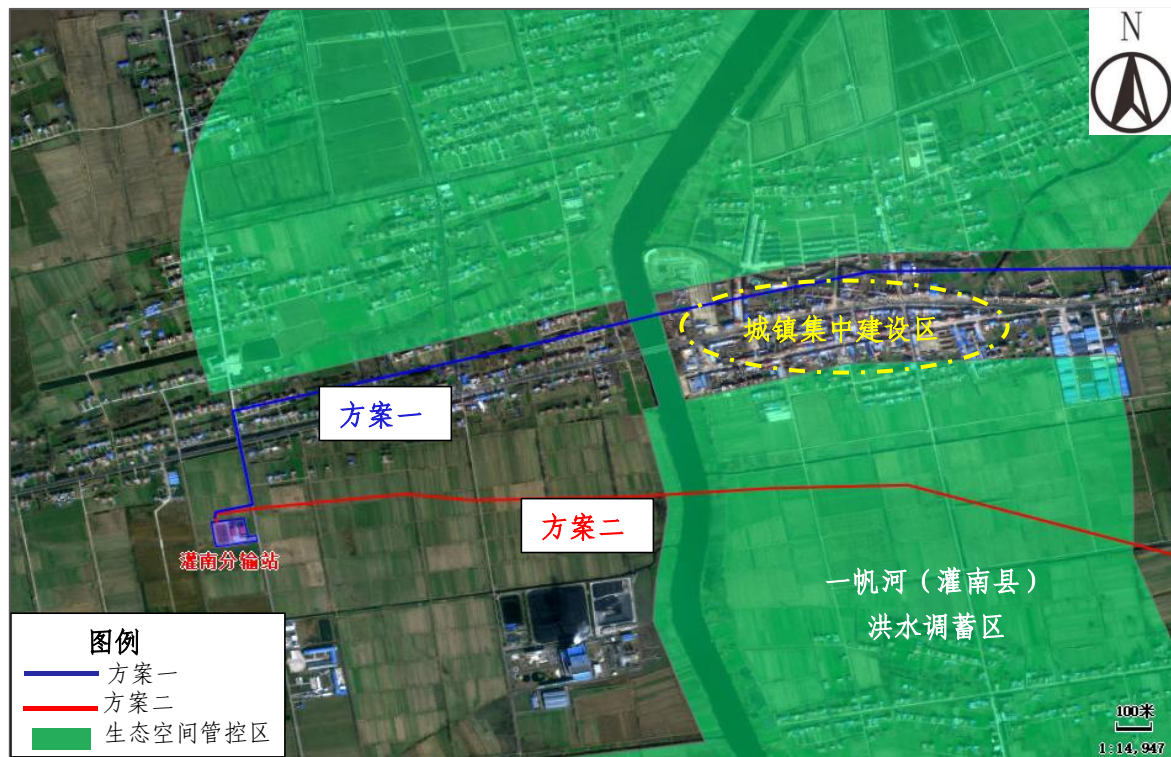 N
城镇集中建设区
方案一
方案二
灌南分输站
一帆河（灌南县）
洪水调蓄区
图例
方案一
方案二
生态空间管控区
100米
1:14,947